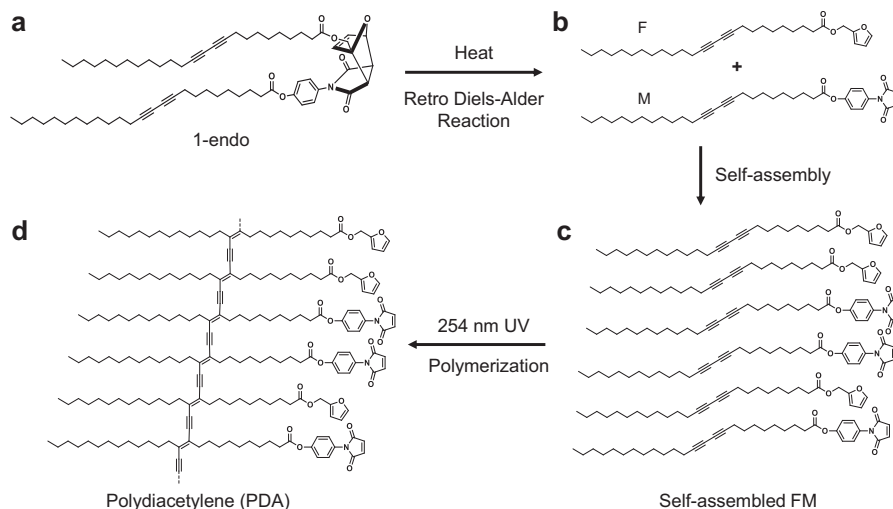 a
1-endo
Heat
Retro Diels-Alder
Reaction
b
F
+
M
Self-assembly
c
Self-assembled FM
254 nm UV
Polymerization
d
Polydiacetylene (PDA)